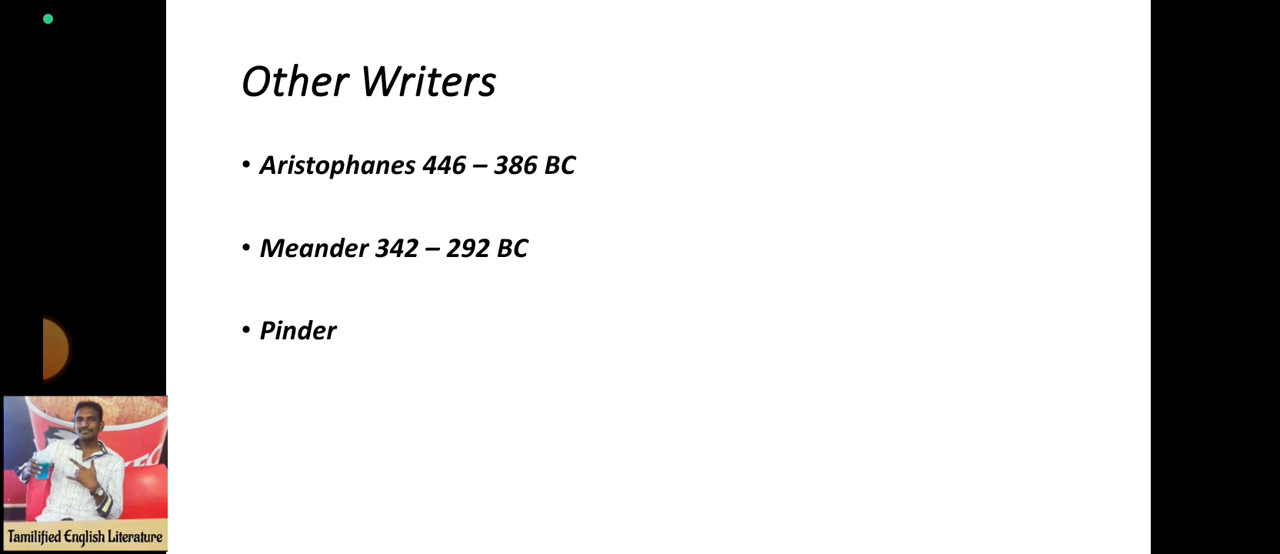 Other Writers
• Aristophanes 446 – 386 BC
• Meander 342 – 292 BC
• Pinder
Tamilified English Literature